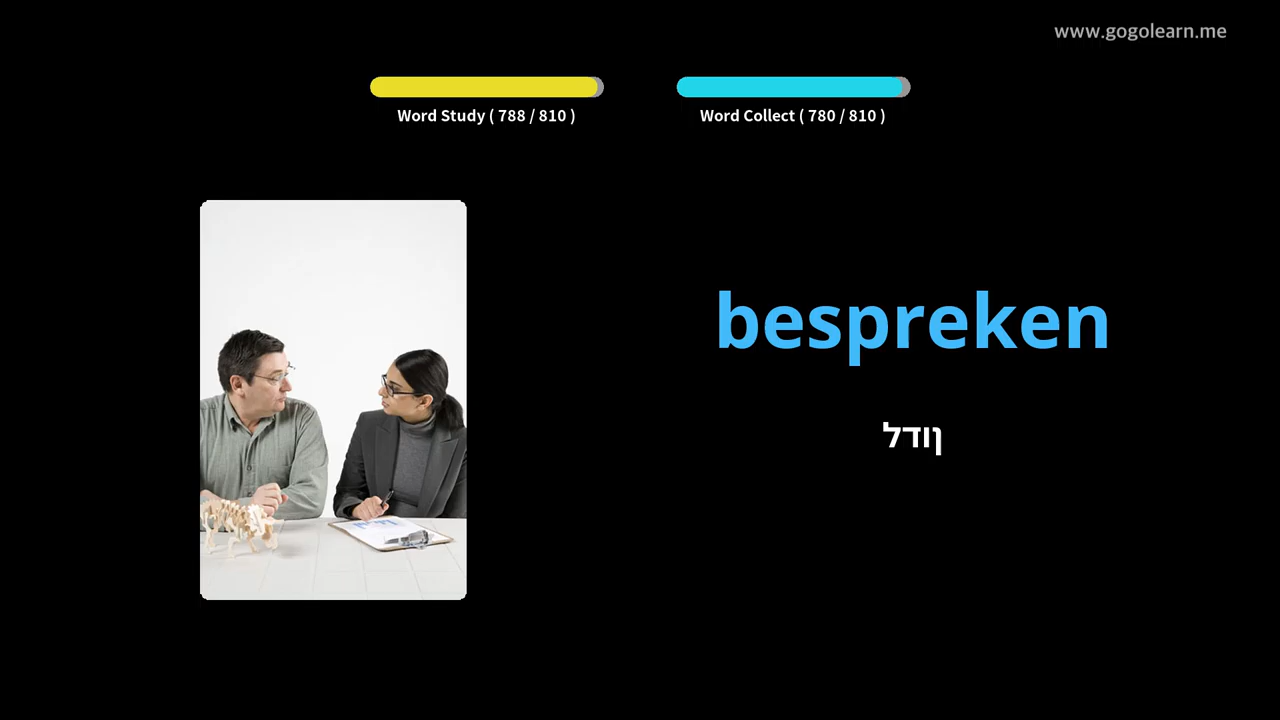 www.gogolearn.me
Word Study ( 788 / 810 )
Word Collect ( 780 / 810 )
bespreken
ןודל